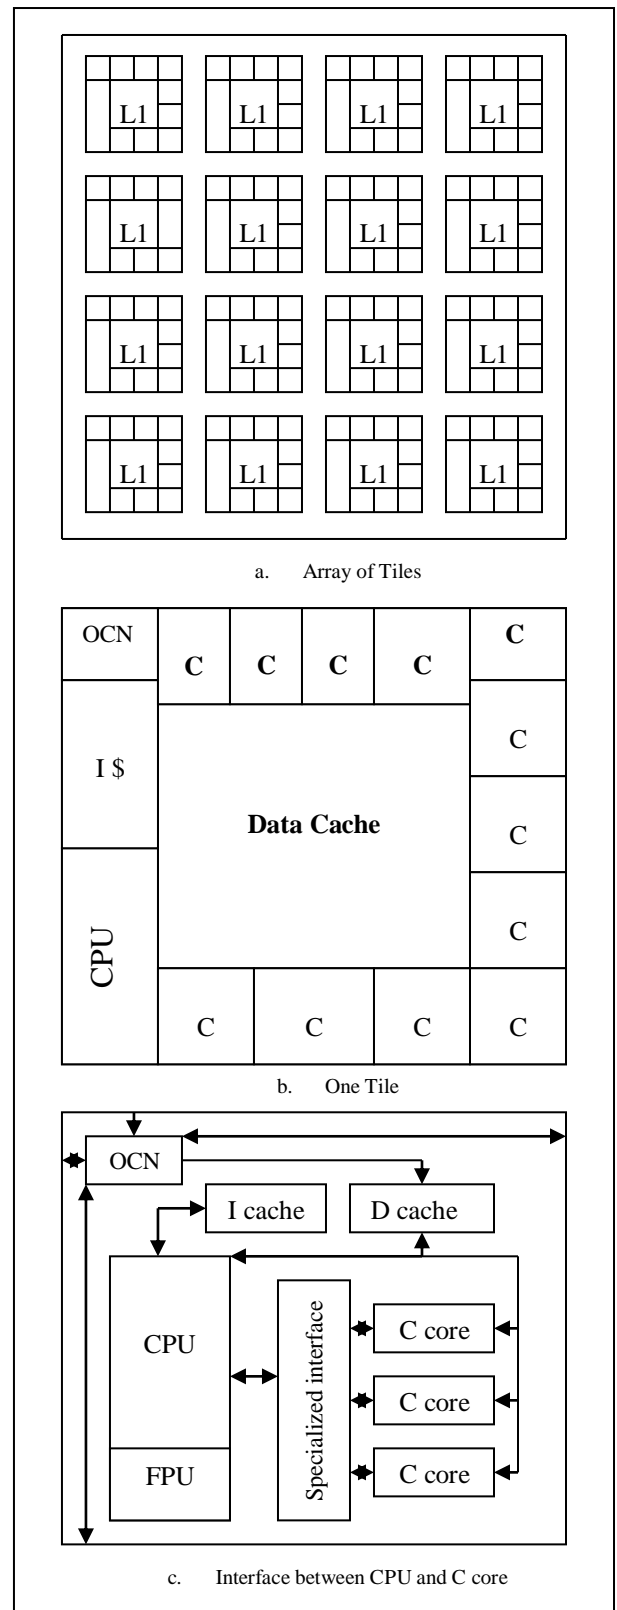 L1 L1 L1 L1
L1 L1 L1 L1
L1 L1 L1 L1
L1 L1 L1 L1
a. Array of Tiles
OCN C C C C C
I $ C
Data Cache C
CPU C
C C C C
b. One Tile
OCN
I cache D cache
CPU Specialized interface C core
C core
FPU C core
c. Interface between CPU and C core